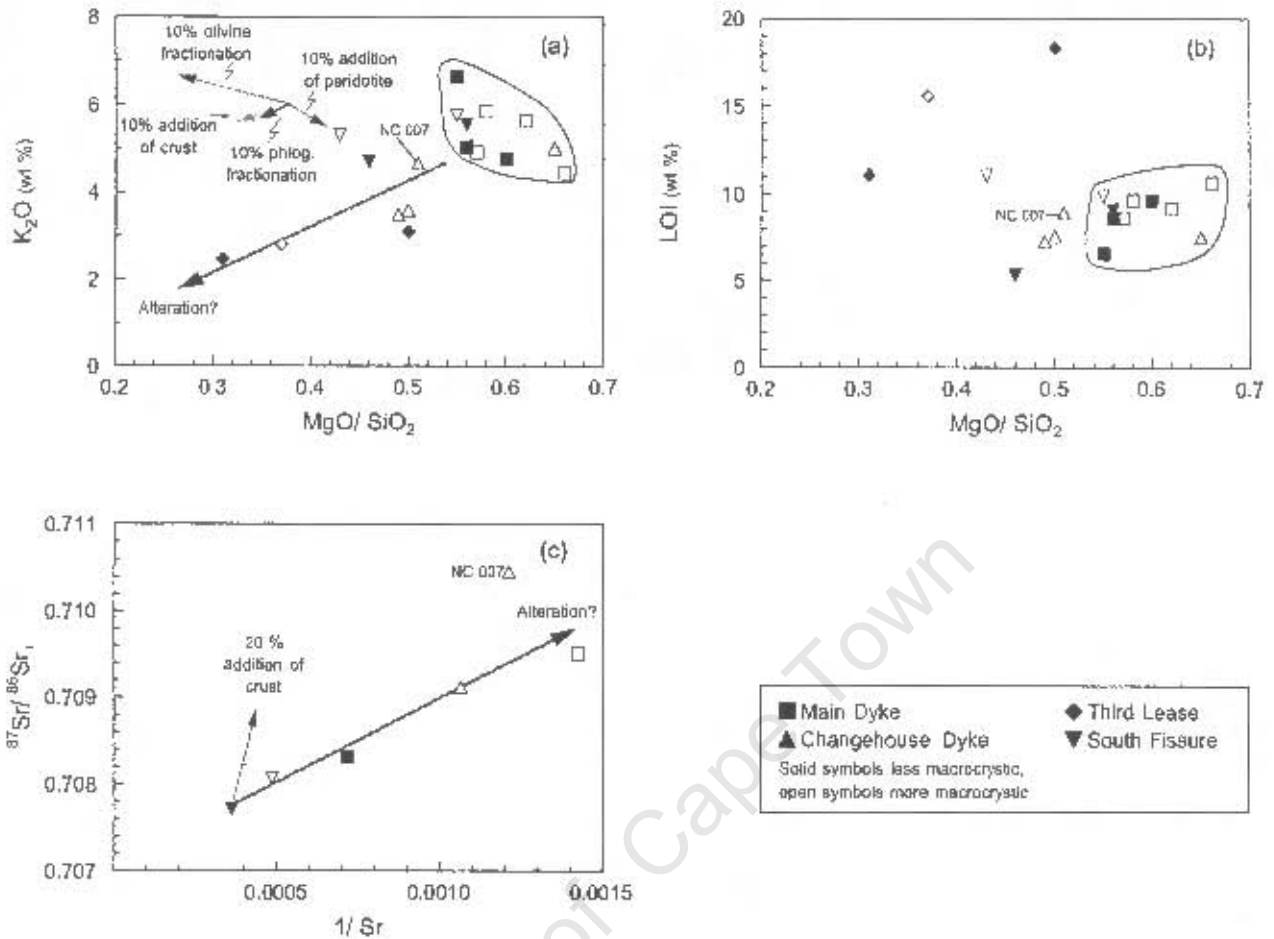 (a)
8
6
4
2
0
K₂O (wt %)
10% olivine
fractionation
10% addition
of peridotite
10% addition
of crust
10% phlog.
fractionation
NC 007
Alteration?
0.2 0.3 0.4 0.5 0.6 0.7
MgO/ SiO₂
(b)
20
15
10
5
0
LOI (wt %)
NC 007
0.2 0.3 0.4 0.5 0.6 0.7
MgO/ SiO₂
(c)
0.711
0.710
0.709
0.708
0.707
⁸⁷Sr/ ⁸⁶Srᵢ
20 %
addition of
crust
Alteration?
0.0005 0.0010 0.0015
1/ Sr
Main Dyke
Third Lease
Changehouse Dyke
South Fissure
Solid symbols less macrocrystic,
open symbols more macrocrystic
of Cape Town